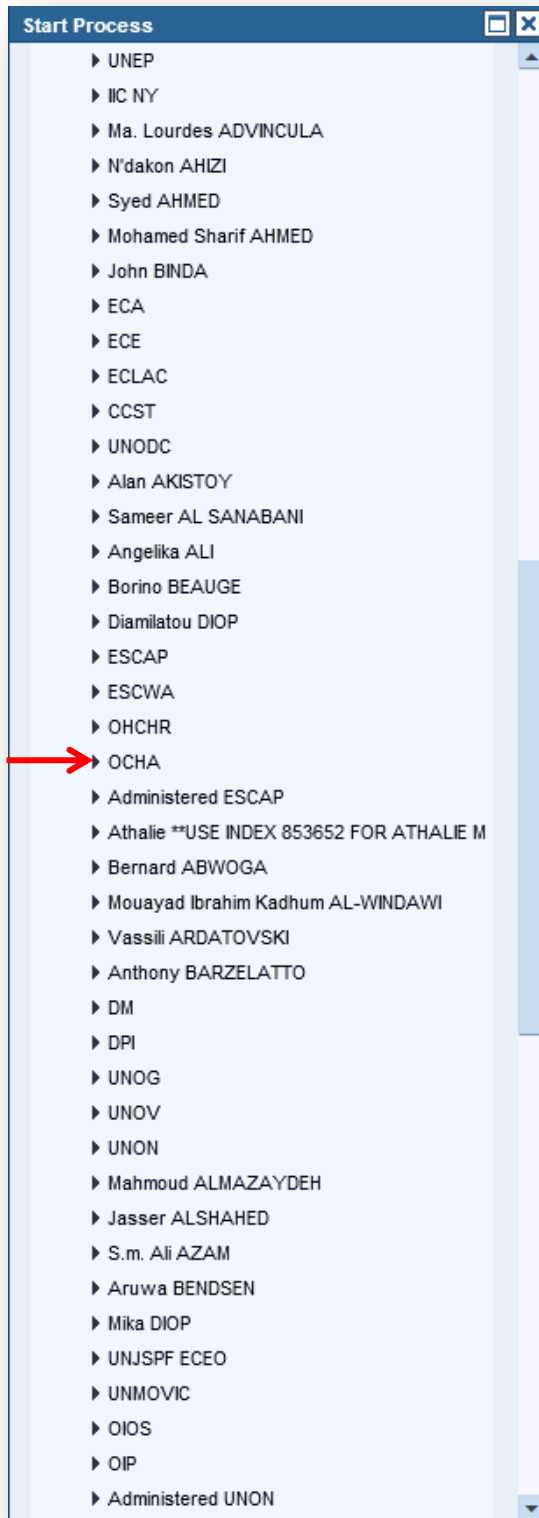 Start Process
UNEP
IIC NY
Ma. Lourdes ADVINCULA
N'dakon AHIZI
Syed AHMED
Mohamed Sharif AHMED
John BINDA
ECA
ECE
ECLAC
CCST
UNODC
Alan AKISTOY
Sameer AL SANABANI
Angelika ALI
Borino BEAUGE
Diamilatou DIOP
ESCAP
ESCWA
OHCHR
OCHA
Administered ESCAP
Athalie **USE INDEX 853652 FOR ATHALIE M
Bernard ABWOGA
Mouayad Ibrahim Kadhum AL-WINDAWI
Vassili ARDATOVSKI
Anthony BARZELATTO
DM
DPI
UNOG
UNOV
UNON
Mahmoud ALMAZAYDEH
Jasser ALSHAHED
S.m. Ali AZAM
Aruwa BENDSEN
Mika DIOP
UNJSPF ECEO
UNMOVIC
OIOS
OIP
Administered UNON